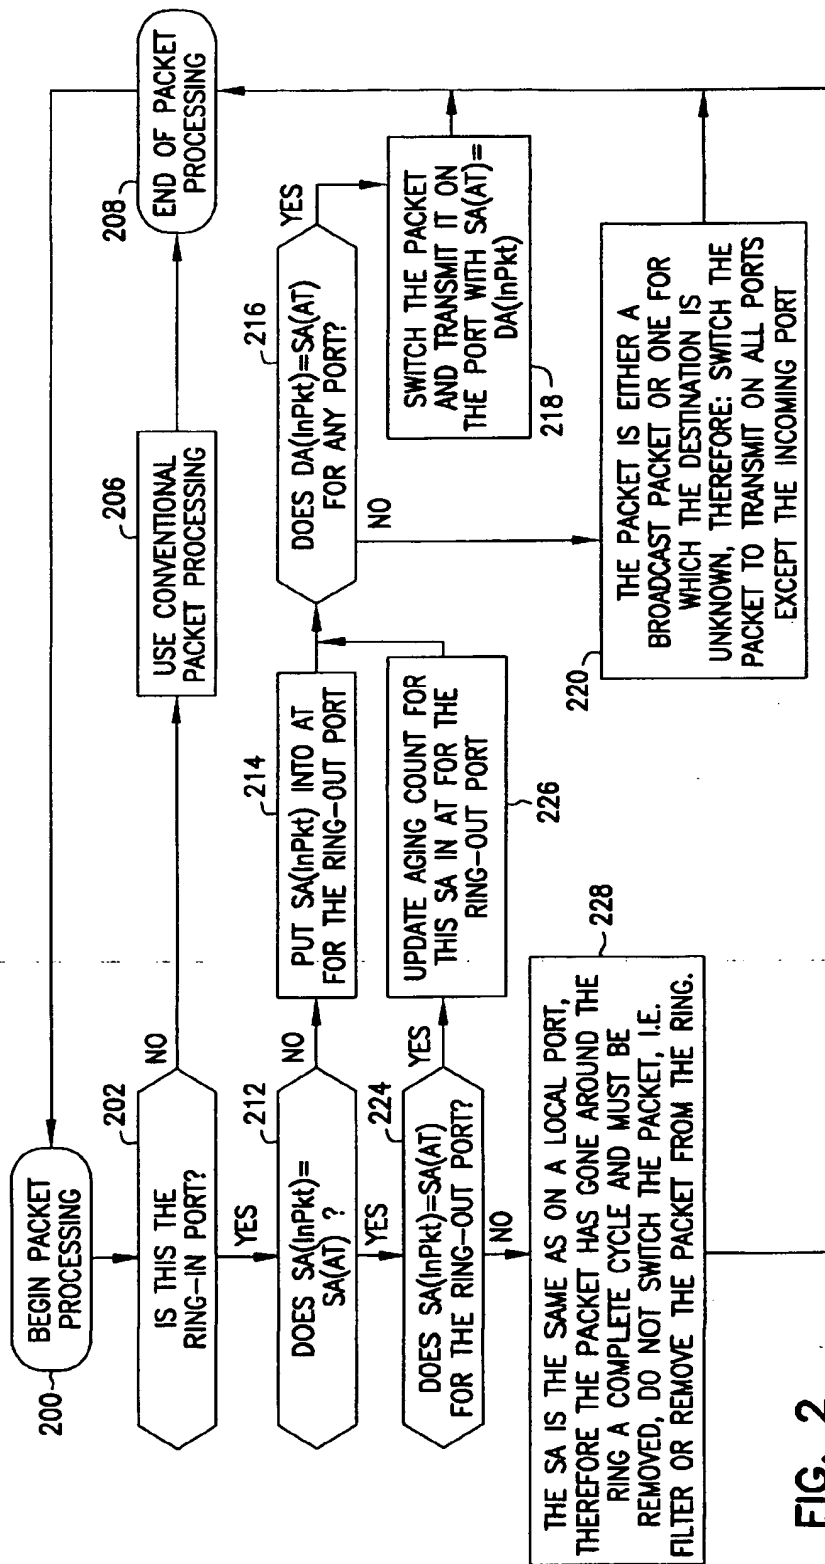 200
BEGIN PACKET
PROCESSING
208
END OF PACKET
PROCESSING
202
IS THIS THE
RING-IN PORT?
NO
206
USE CONVENTIONAL
PACKET PROCESSING
YES
212
DOES SA(InPkt)=
SA(AT) ?
NO
214
PUT SA(InPkt) INTO AT
FOR THE RING-OUT PORT
216
DOES DA(InPkt)=SA(AT)
FOR ANY PORT?
YES
SWITCH THE PACKET
AND TRANSMIT IT ON
THE PORT WITH SA(AT)=
DA(InPkt)
218
NO
YES
224
DOES SA(InPkt)=SA(AT)
FOR THE RING-OUT PORT?
YES
UPDATE AGING COUNT FOR
THIS SA IN AT FOR THE
RING-OUT PORT
226
220
THE PACKET IS EITHER A
BROADCAST PACKET OR ONE FOR
WHICH THE DESTINATION IS
UNKNOWN, THEREFORE: SWITCH THE
PACKET TO TRANSMIT ON ALL PORTS
EXCEPT THE INCOMING PORT
NO
228
THE SA IS THE SAME AS ON A LOCAL PORT,
THEREFORE THE PACKET HAS GONE AROUND THE
RING A COMPLETE CYCLE AND MUST BE
REMOVED, DO NOT SWITCH THE PACKET, I.E.
FILTER OR REMOVE THE PACKET FROM THE RING.
FIG. 2